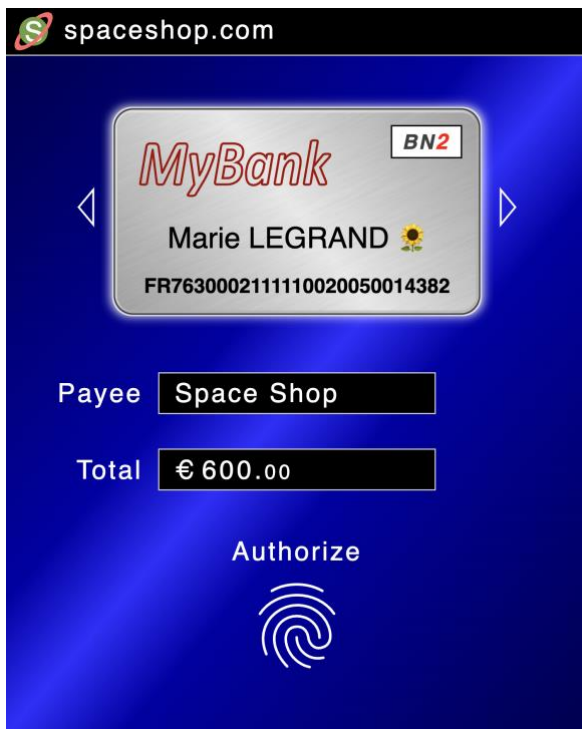 S spaceshop.com
BN2
MyBank
Marie LEGRAND 🌻
FR7630002111110020050014382
Payee Space Shop
Total € 600.00
Authorize